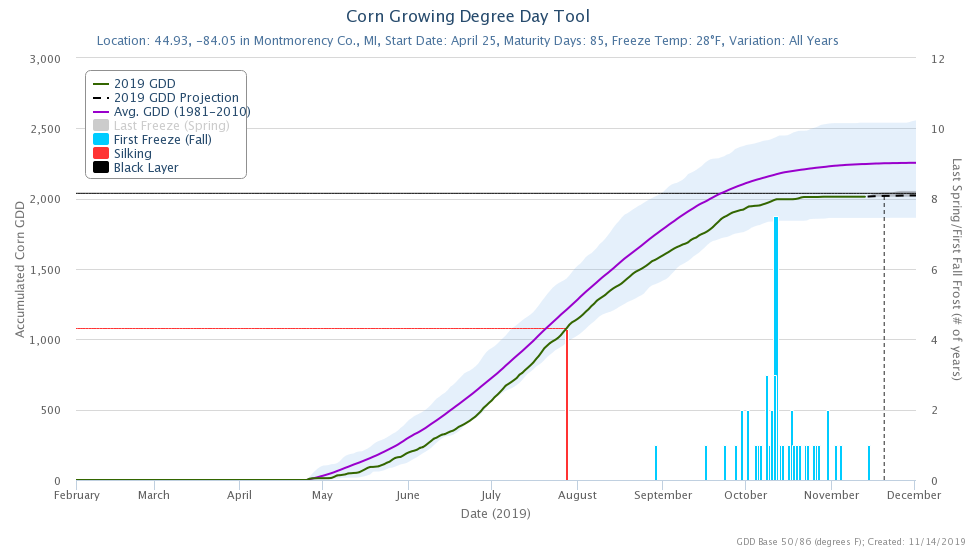 Corn Growing Degree Day Tool
Location: 44.93, -84.05 in Montmorency Co., MI, Start Date: April 25, Maturity Days: 85, Freeze Temp: 28°F, Variation: All Years
3,000
2,500
2,000
1,500
1,000
500
0
Accumulated Corn GDD
2019 GDD
2019 GDD Projection
Avg. GDD (1981-2010)
Last Freeze (Spring)
First Freeze (Fall)
Silking
Black Layer
12
10
8
6
4
2
0
Last Spring/First Fall Frost (# of years)
February March April May June July August September October November December
Date (2019)
GDD Base 50/86 (degrees F); Created: 11/14/2019